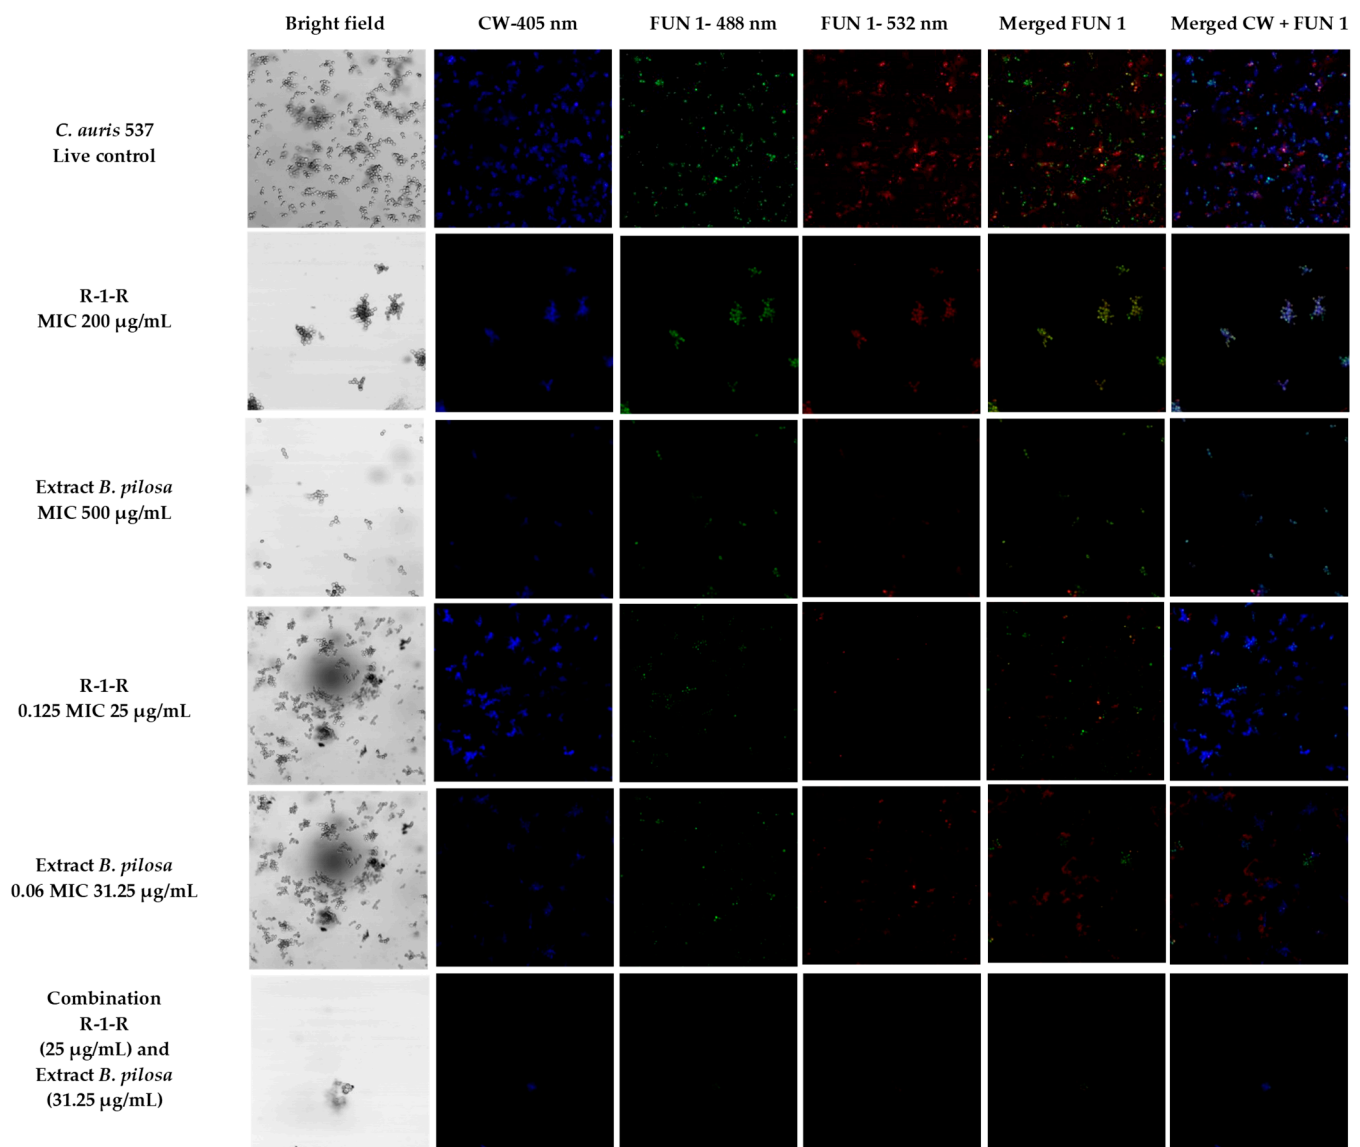 Bright field CW-405 nm FUN 1- 488 nm FUN 1- 532 nm Merged FUN 1 Merged CW + FUN 1
C. auris 537
Live control
R-1-R
MIC 200 µg/mL
Extract B. pilosa
MIC 500 µg/mL
R-1-R
0.125 MIC 25 µg/mL
Extract B. pilosa
0.06 MIC 31.25 µg/mL
Combination
R-1-R
(25 µg/mL) and
Extract B. pilosa
(31.25 µg/mL)